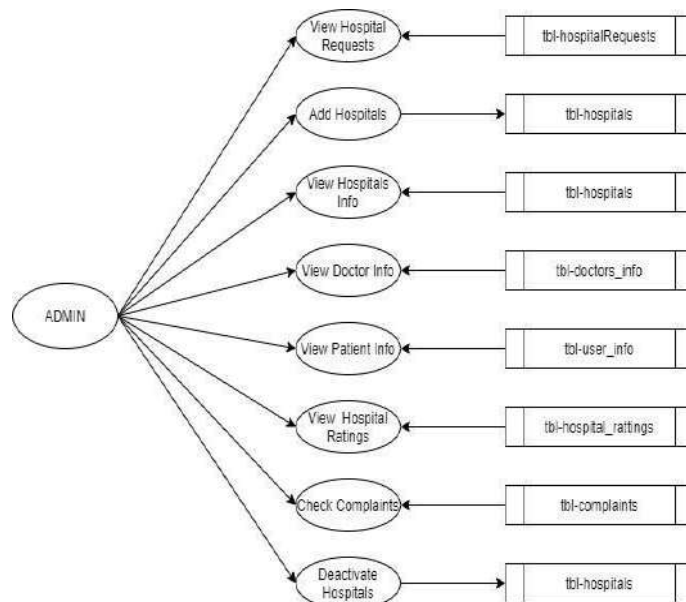 View Hospital
Requests
tbl-hospitalRequests
Add Hospitals
tbl-hospitals
View Hospitals
Info
tbl-hospitals
View Doctor Info
tbl-doctors_info
ADMIN
View Patient Info
tbl-user_info
View Hospital
Ratings
tbl-hospital_rattings
Check Complaints
tbl-complaints
Deactivate
Hospitals
tbl-hospitals